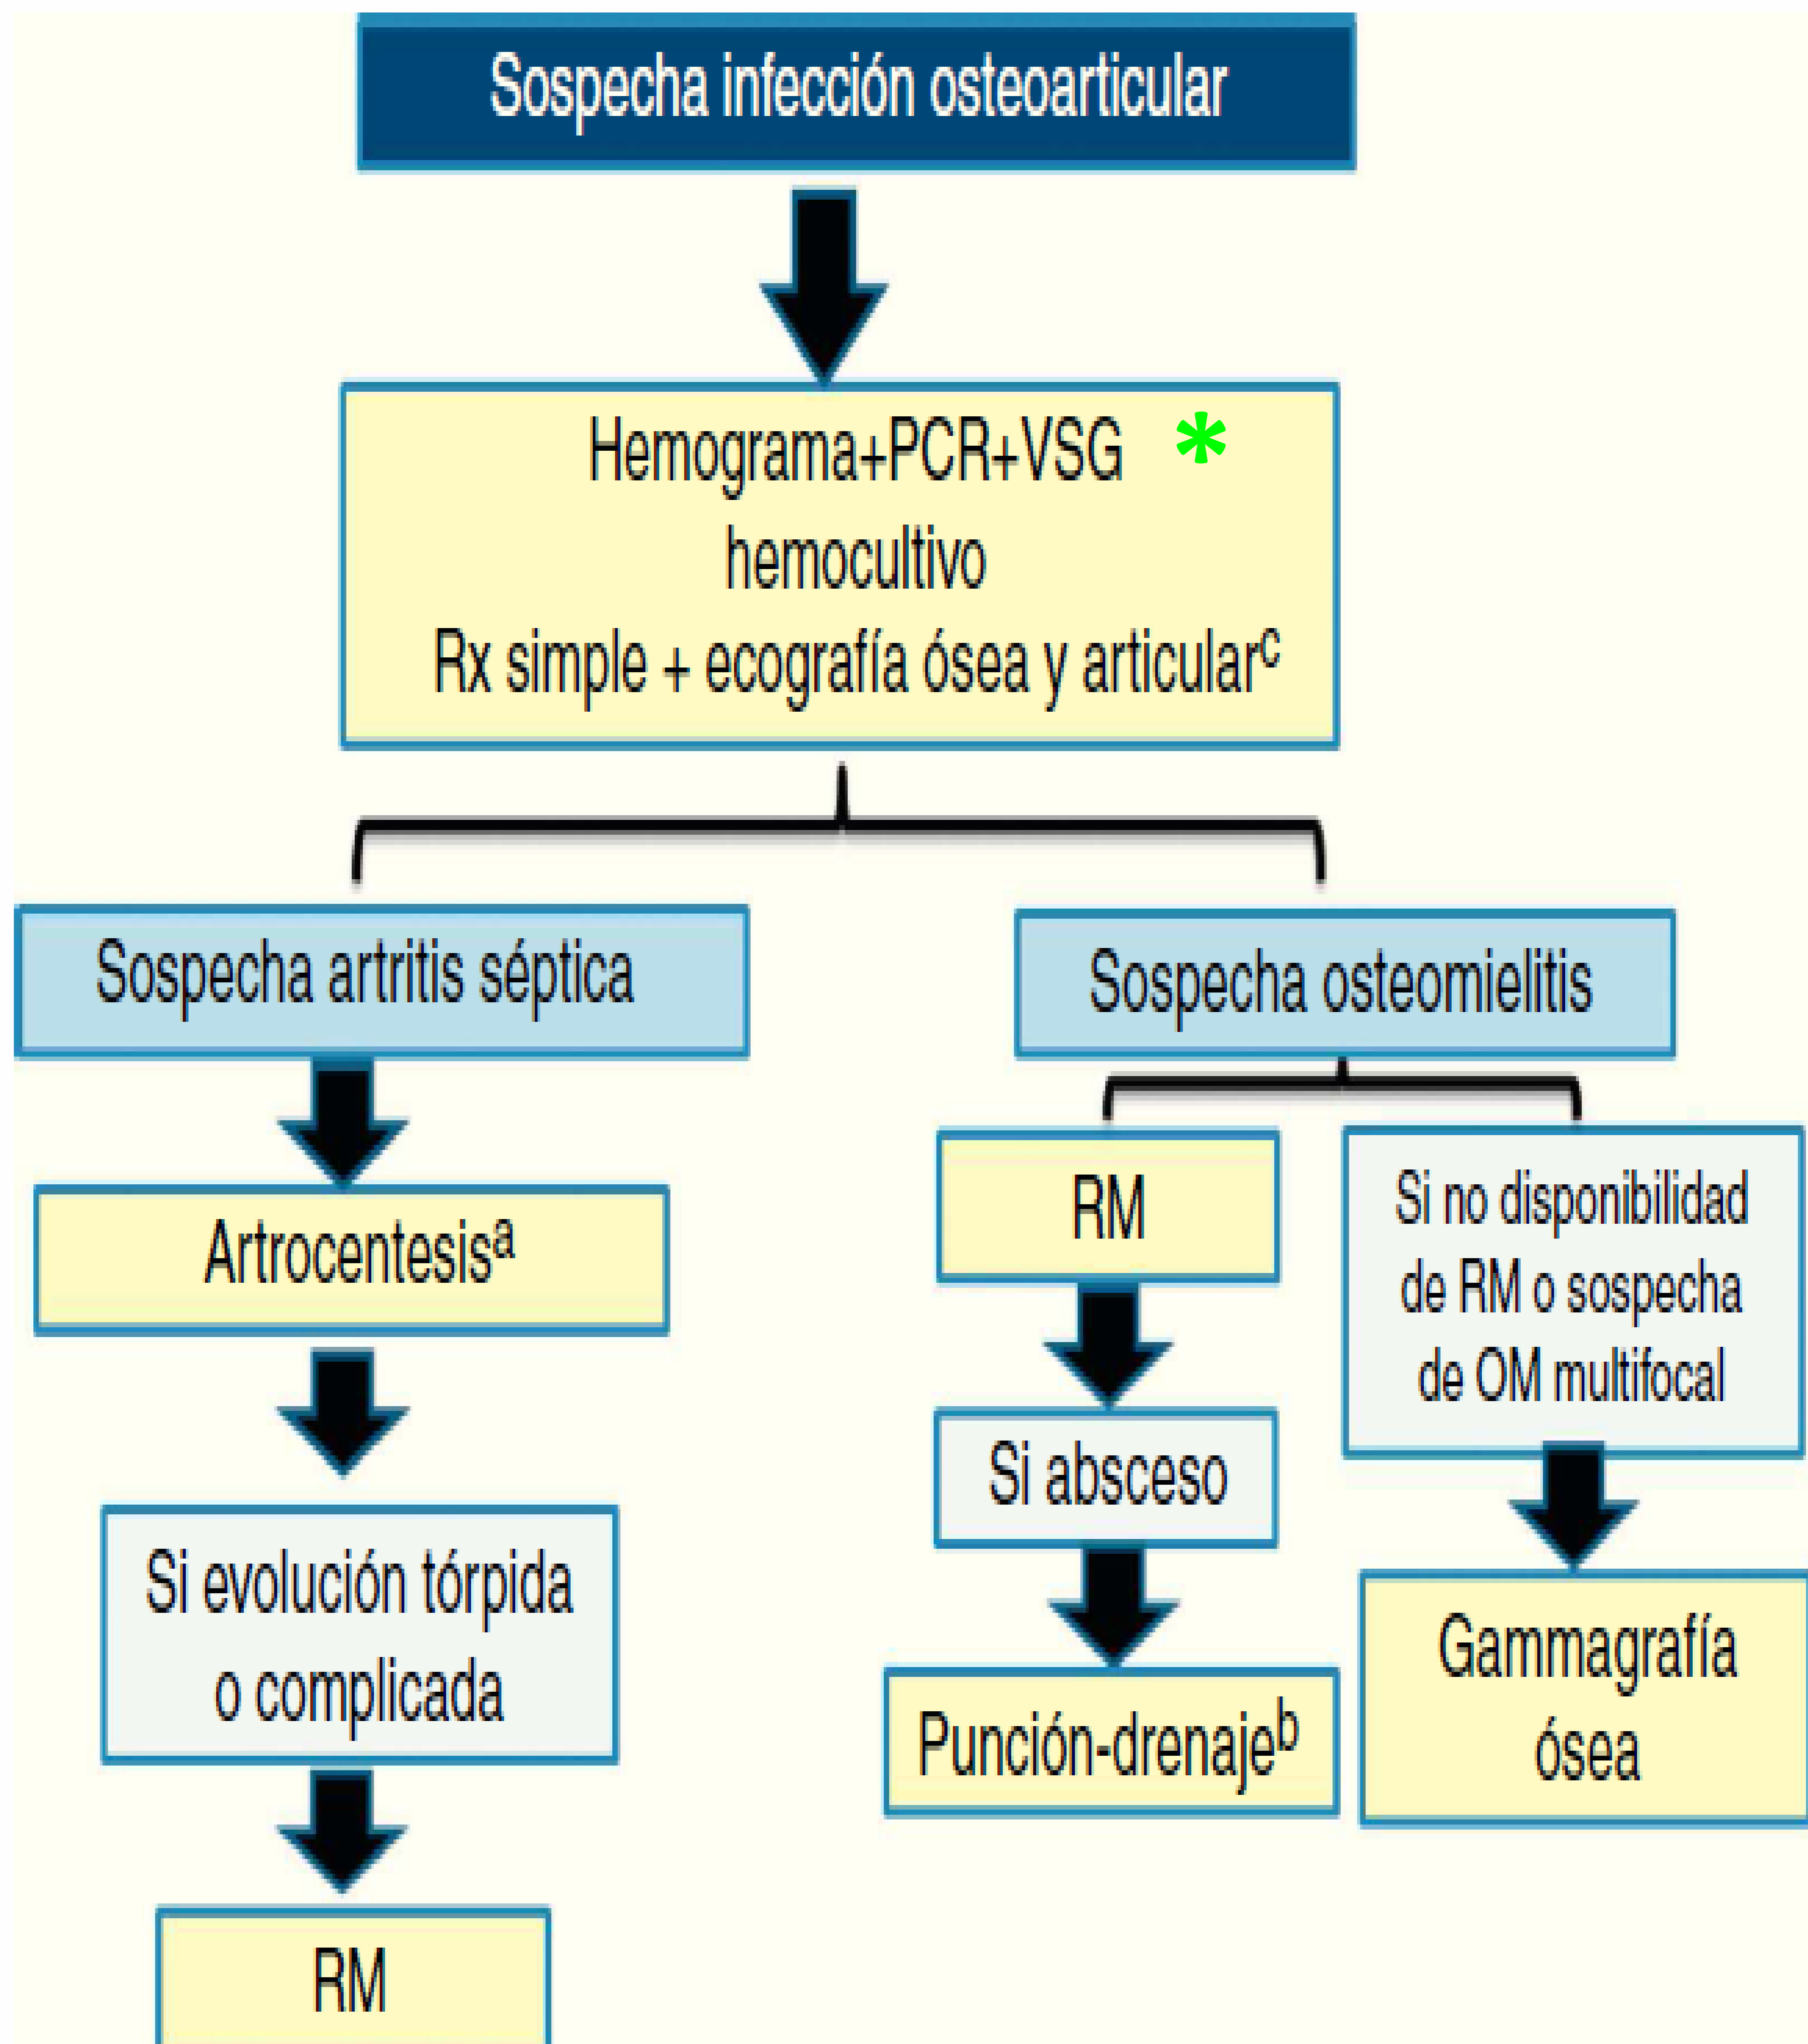 Sospecha infección osteoarticular
Hemograma+PCR+VSG *
hemocultivo
Rx simple + ecografía ósea y articularc
Sospecha artritis séptica
Artrocentesisa
Si evolución tórpida
o complicada
RM
Sospecha osteomielitis
RM
Si absceso
Punción-drenajeb
Si no disponibilidad
de RM o sospecha
de OM multifocal
Gammagrafía
ósea